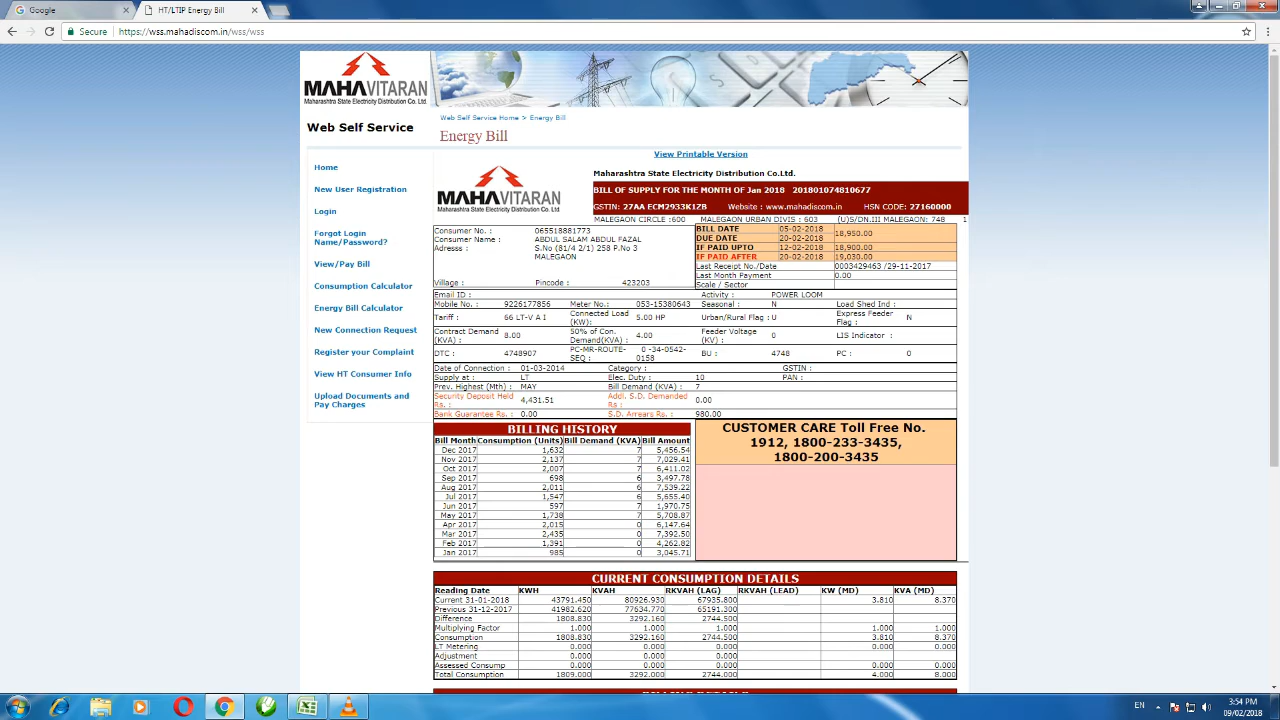 Google
HT/LTIP Energy Bill
Secure https://wss.mahadiscom.in/wss/wss
MAHAVITARAN
Maharashtra State Electricity Distribution Co. Ltd
Web Self Service
Web Self Service Home > Energy Bill
Energy Bill
Home
New User Registration
Login
Forgot Login
Name/Password?
View/Pay Bill
Consumption Calculator
Energy Bill Calculator
New Connection Request
Register your Complaint
View HT Consumer Info
Upload Documents and
Pay Charges
View Printable Version
MAHAVITARAN
Maharashtra State Electricity Distribution Co. Ltd.
Maharashtra State Electricity Distribution Co.Ltd.
BILL OF SUPPLY FOR THE MONTH OF Jan 2018 201801074810677
GSTIN: 27AA ECM2933K1ZB Website : www.mahadiscom.in HSN CODE: 27160000
MALEGAON CIRCLE :600 MALEGAON URBAN DIVIS : 603 (U)S/DN.III MALEGAON: 748 1
Consumer No. : 065518881773
Consumer Name : ABDUL SALAM ABDUL FAZAL
Adresss : S.No (81/4 2/1) 258 P.No 3
MALEGAON
Village : Pincode : 423203
BILL DATE 05-02-2018 18,950.00
DUE DATE 20-02-2018
IF PAID UPTO 12-02-2018 18,900.00
IF PAID AFTER 20-02-2018 19,030.00
Last Receipt No./Date 0003429463 /29-11-2017
Last Month Payment 0.00
Scale / Sector
Email ID : Activity : POWER LOOM
Mobile No. : 9226177856 Meter No.: 053-15380643 Seasonal : N Load Shed Ind :
Tariff : 66 LT-V A I Connected Load (KW): 5.00 HP Urban/Rural Flag : U Express Feeder Flag : N
Contract Demand (KVA) : 8.00 50% of Con. Demand(KVA) : 4.00 Feeder Voltage (KV) : 0 LIS Indicator :
DTC : 4748907 PC-MR-ROUTE-SEQ : 0 -34-0542-0158 BU : 4748 PC : 0
Date of Connection : 01-03-2014 Category : GSTIN :
Supply at : LT Elec. Duty : 10 PAN :
Prev. Highest (Mth) : MAY Bill Demand (KVA) : 7
Security Deposit Held Rs. : 4,431.51 Addl. S.D. Demanded Rs : 0.00
Bank Guarantee Rs. : 0.00 S.D. Arrears Rs. : 980.00
BILLING HISTORY
Bill Month Consumption (Units) Bill Demand (KVA) Bill Amount
Dec 2017 1,632 7 5,456.54
Nov 2017 2,137 7 7,029.41
Oct 2017 2,007 7 6,411.02
Sep 2017 698 6 3,497.78
Aug 2017 2,011 6 7,539.22
Jul 2017 1,547 6 5,655.40
Jun 2017 597 7 1,970.75
May 2017 1,738 7 5,708.87
Apr 2017 2,015 0 6,147.64
Mar 2017 2,435 0 7,392.50
Feb 2017 1,391 0 4,262.82
Jan 2017 985 0 3,045.71
CUSTOMER CARE Toll Free No.
1912, 1800-233-3435,
1800-200-3435
CURRENT CONSUMPTION DETAILS
Reading Date KWH KVAH RKVAH (LAG) RKVAH (LEAD) KW (MD) KVA (MD)
Current 31-01-2018 43791.450 80926.930 67935.800 3.810 8.370
Previous 31-12-2017 41982.620 77634.770 65191.300
Difference 1808.830 3292.160 2744.500
Multiplying Factor 1.000 1.000 1.000 1.000 1.000
Consumption 1808.830 3292.160 2744.500 3.810 8.370
LT Metering 0.000 0.000 0.000 0.000 0.000
Adjustment 0.000 0.000 0.000
Assessed Consump 0.000 0.000 0.000 0.000 0.000
Total Consumption 1809.000 3292.000 2744.000 4.000 8.000
EN
3:54 PM
09/02/2018